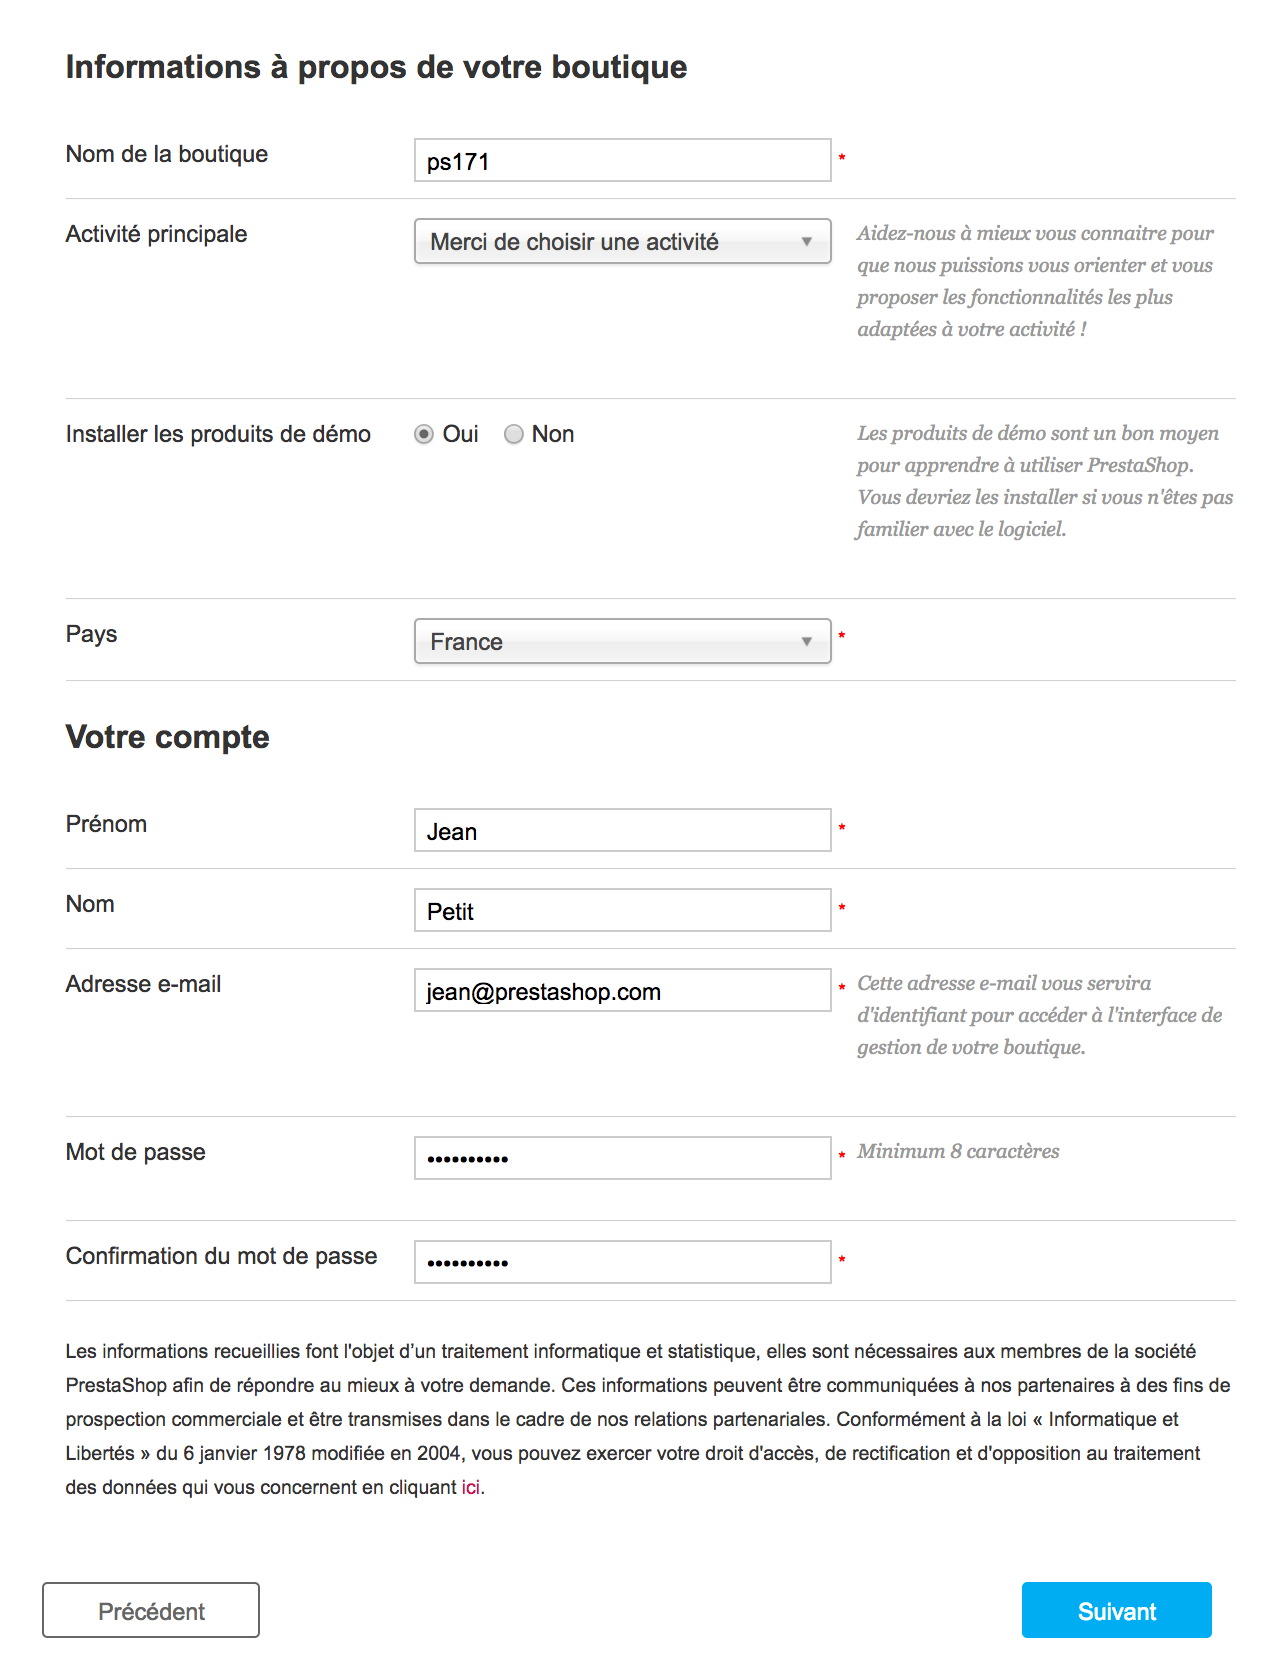 Informations à propos de votre boutique
Nom de la boutique
ps171
*
Activité principale
Merci de choisir une activité
Aidez-nous à mieux vous connaitre pour
que nous puissions vous orienter et vous
proposer les fonctionnalités les plus
adaptées à votre activité !
Installer les produits de démo
Oui
Non
Les produits de démo sont un bon moyen
pour apprendre à utiliser PrestaShop.
Vous devriez les installer si vous n'êtes pas
familier avec le logiciel.
Pays
France
*
Votre compte
Prénom
Jean
*
Nom
Petit
*
Adresse e-mail
jean@prestashop.com
*
Cette adresse e-mail vous servira
d'identifiant pour accéder à l'interface de
gestion de votre boutique.
Mot de passe
••••••••••
*
Minimum 8 caractères
Confirmation du mot de passe
••••••••••
*
Les informations recueillies font l'objet d’un traitement informatique et statistique, elles sont nécessaires aux membres de la société
PrestaShop afin de répondre au mieux à votre demande. Ces informations peuvent être communiquées à nos partenaires à des fins de
prospection commerciale et être transmises dans le cadre de nos relations partenariales. Conformément à la loi « Informatique et
Libertés » du 6 janvier 1978 modifiée en 2004, vous pouvez exercer votre droit d'accès, de rectification et d'opposition au traitement
des données qui vous concernent en cliquant ici.
Précédent
Suivant